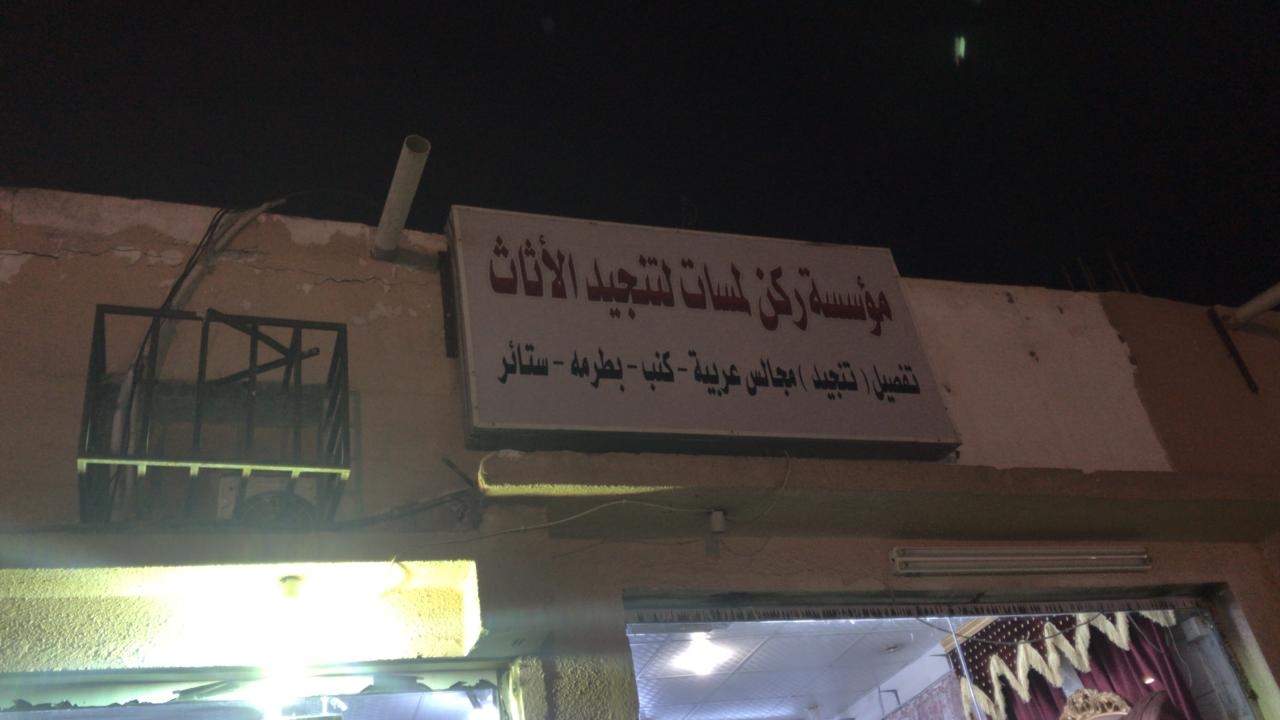 مؤسسة ركن لمسات لتنجيد الأثاث
تفصيل ( تنجيد ) مجالس عربية - كنب - بطرمه - ستائر